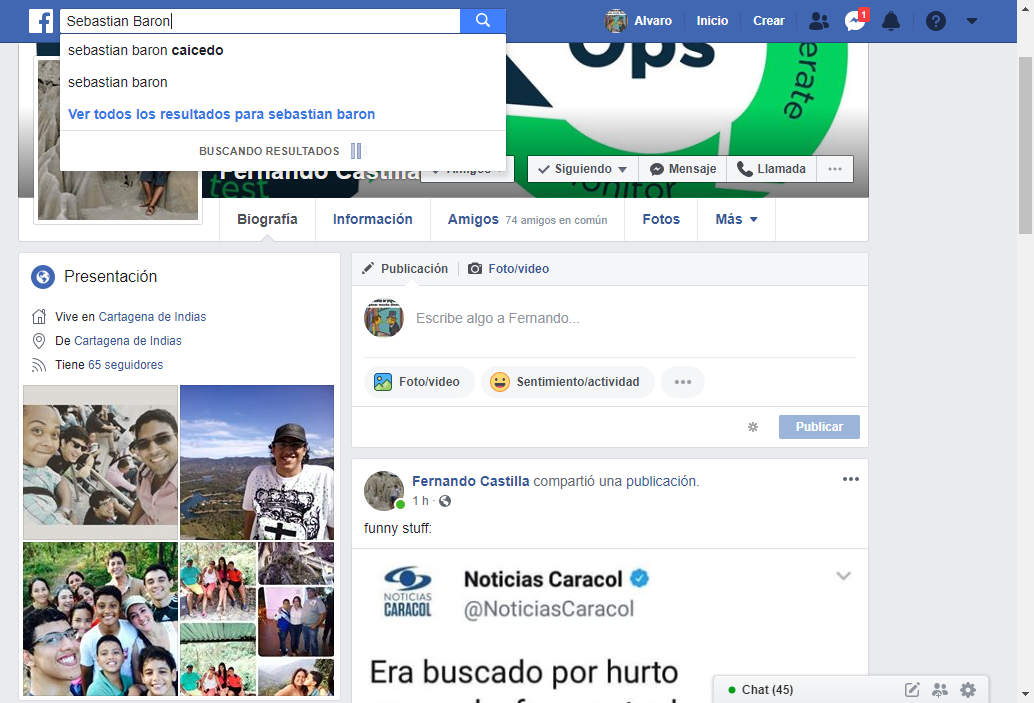 Sebastian Baron
Alvaro
Inicio
Crear
1
sebastian baron caicedo
sebastian baron
Ver todos los resultados para sebastian baron
BUSCANDO RESULTADOS
Ops
erate
test
onitor
Fernando Castilla
Amigos
Siguiendo
Mensaje
Llamada
Biografía
Información
Amigos 74 amigos en común
Fotos
Más
Presentación
Vive en Cartagena de Indias
De Cartagena de Indias
Tiene 65 seguidores
Publicación
Foto/video
Escribe algo a Fernando...
Foto/video
Sentimiento/actividad
Publicar
Fernando Castilla compartió una publicación.
1 h ·
funny stuff:
NOTICIAS
CARACOL
Noticias Caracol
@NoticiasCaracol
Era buscado por hurto
Chat (45)